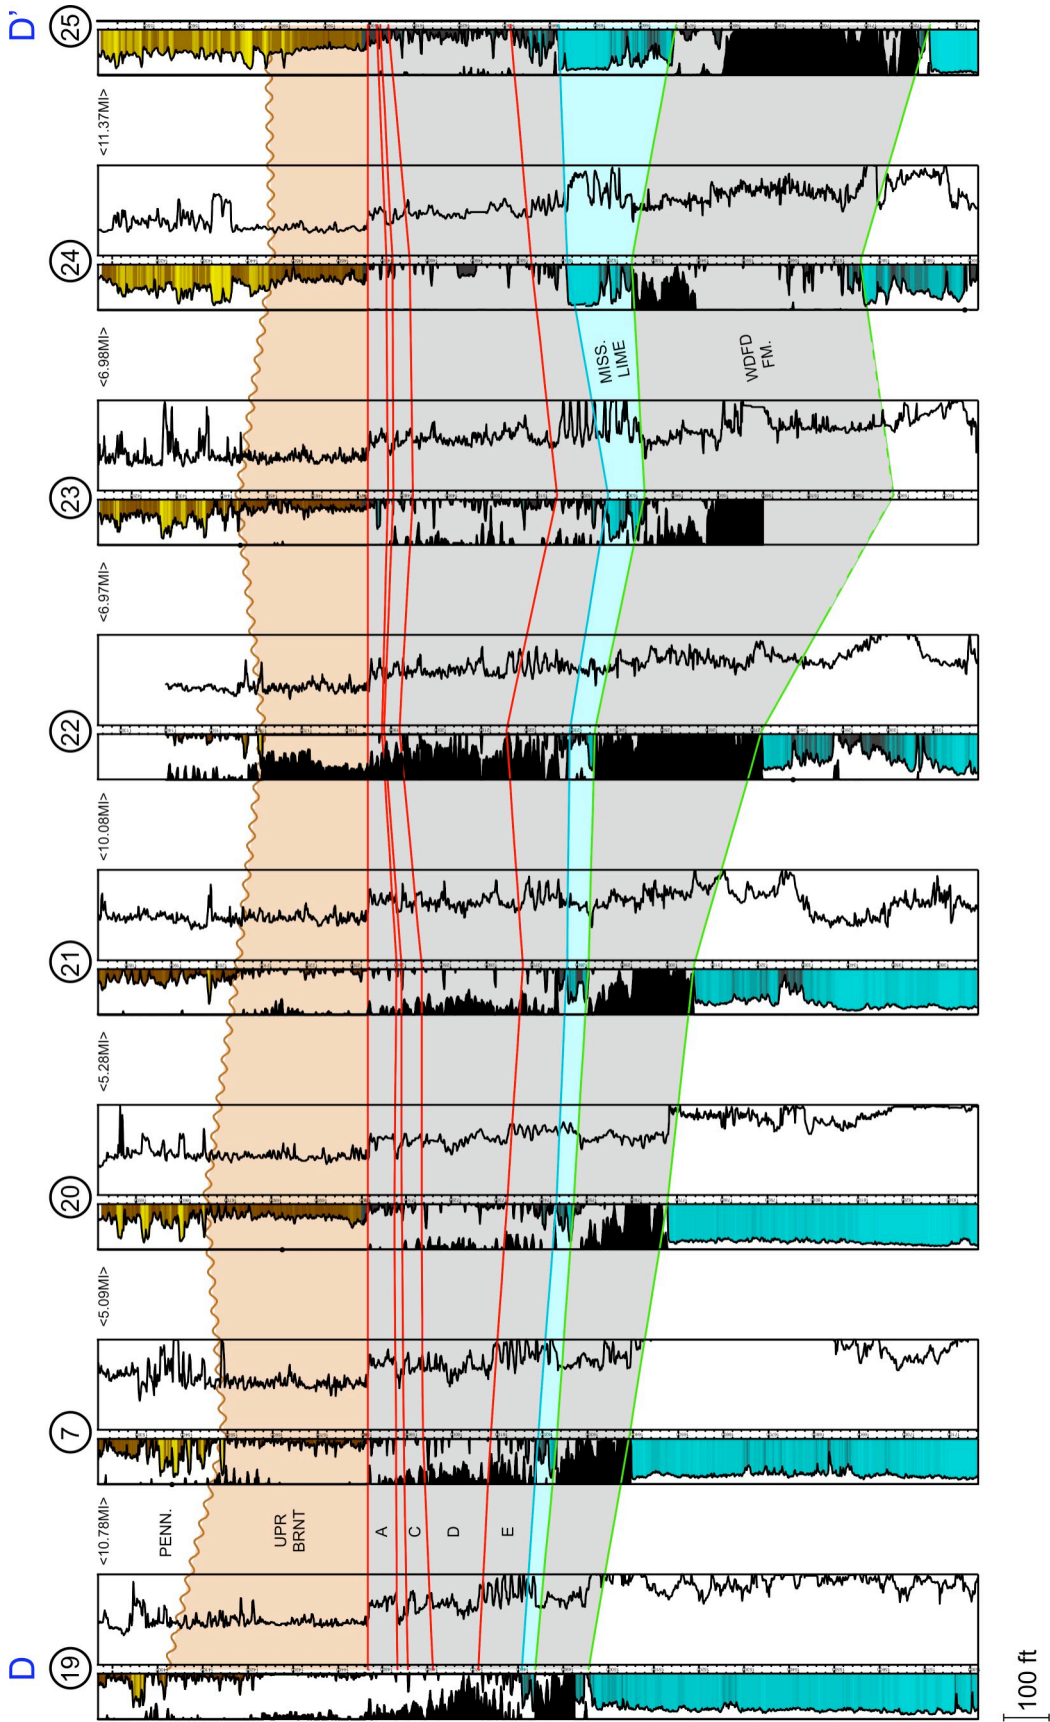 D
D'
19
7
20
21
22
23
24
25
<10.78MI>
<5.09MI>
<5.28MI>
<10.08MI>
<6.97MI>
<6.98MI>
<11.37MI>
PENN.
UPR
BRNT
A
C
D
E
MISS.
LIME
WDFD
FM.
100 ft